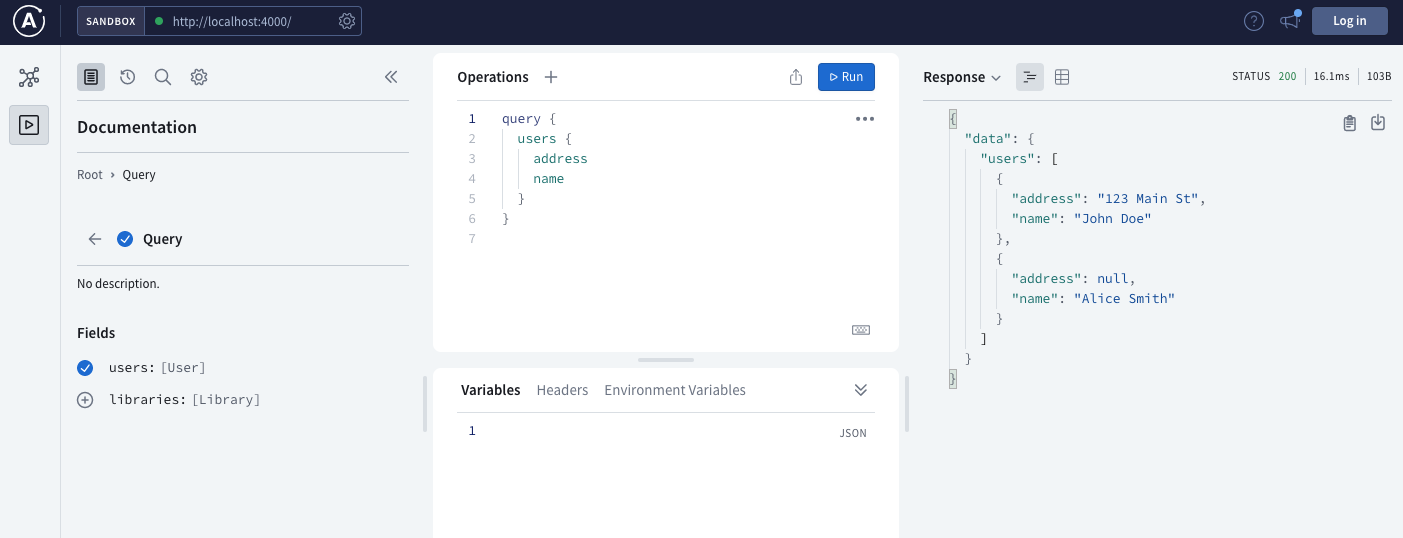 SANDBOX http://localhost:4000/ Log in
Documentation
Root › Query
Query
No description.
Fields
users: [User]
libraries: [Library]
Operations Run
1 query {
2 users {
3 address
4 name
5 }
6 }
7
Variables Headers Environment Variables
1 JSON
Response STATUS 200 16.1ms 103B
{
"data": {
"users": [
{
"address": "123 Main St",
"name": "John Doe"
},
{
"address": null,
"name": "Alice Smith"
}
]
}
}